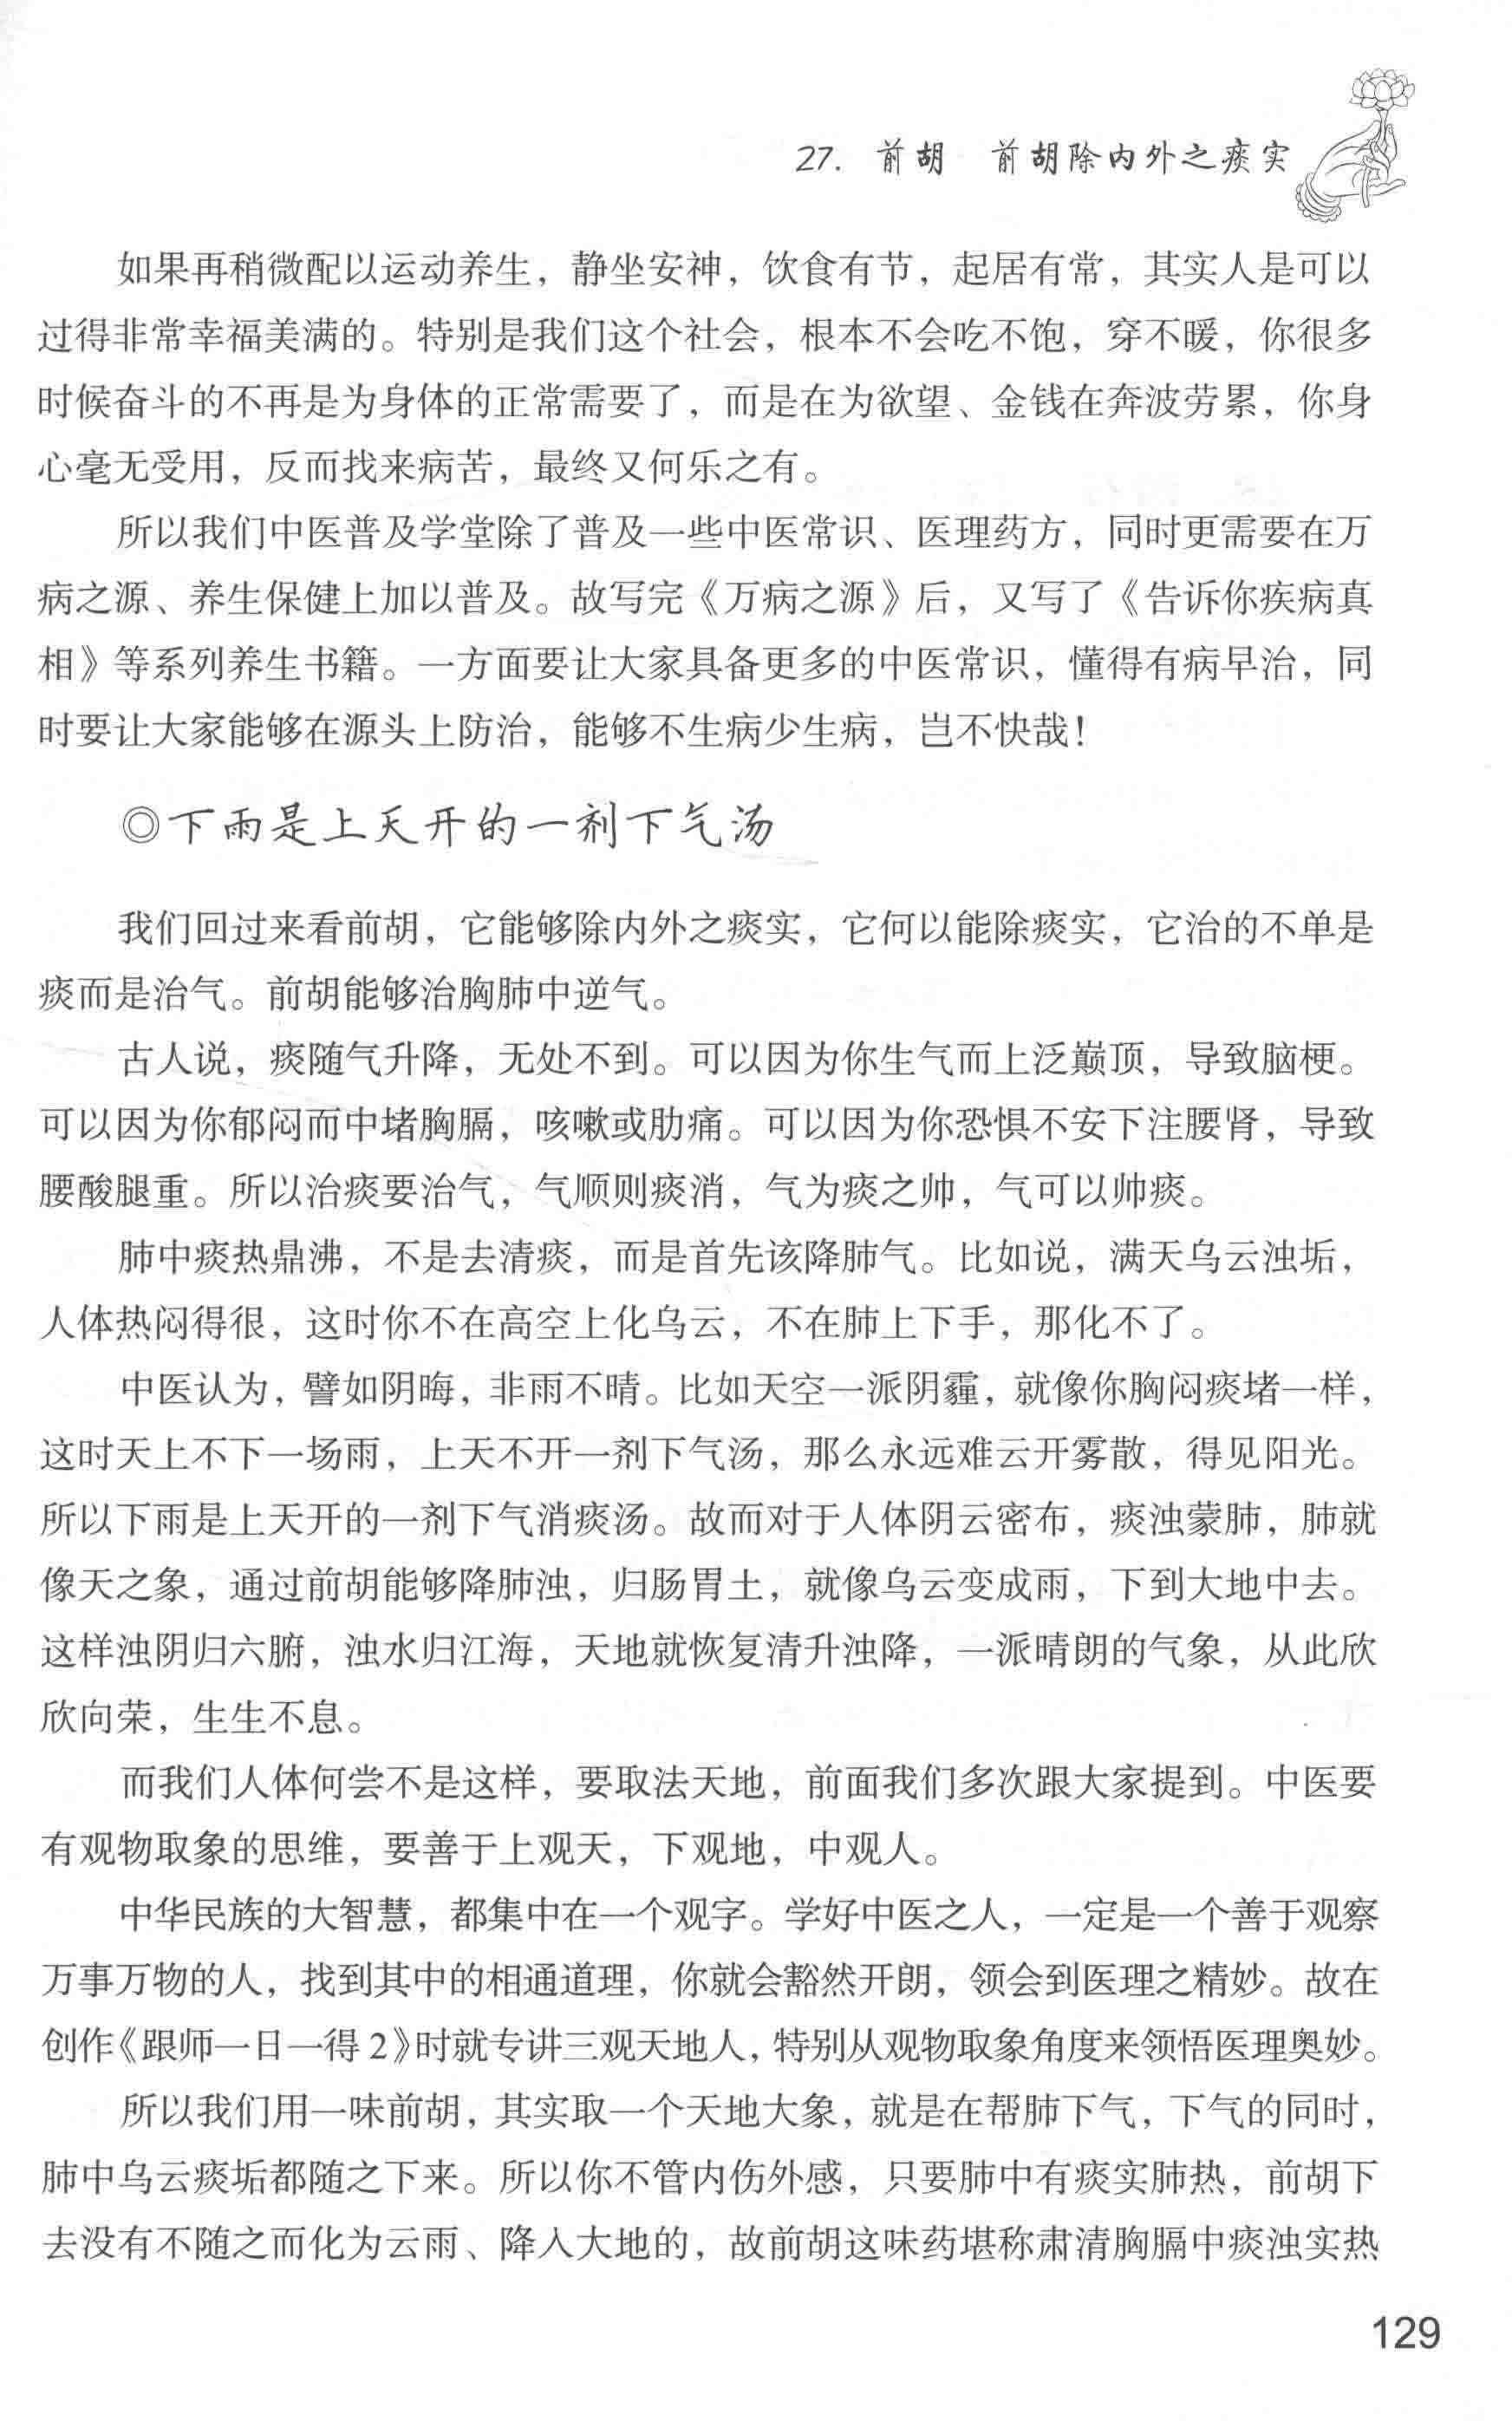 27. 前胡 前胡除内外之痰实
如果再稍微配以运动养生，静坐安神，饮食有节，起居有常，其实人是可以
过得非常幸福美满的。特别是我们这个社会，根本不会吃不饱，穿不暖，你很多
时候奋斗的不再是为身体的正常需要了，而是在为欲望、金钱在奔波劳累，你身
心毫无受用，反而找来病苦，最终又何乐之有。
所以我们中医普及学堂除了普及一些中医常识、医理药方，同时更需要在万
病之源、养生保健上加以普及。故写完《万病之源》后，又写了《告诉你疾病真
相》等系列养生书籍。一方面要让大家具备更多的中医常识，懂得有病早治，同
时要让大家能够在源头上防治，能够不生病少生病，岂不快哉！
◎下雨是上天开的一剂下气汤
我们回过来看前胡，它能够除内外之痰实，它何以能除痰实，它治的不单是
痰而是治气。前胡能够治胸肺中逆气。
古人说，痰随气升降，无处不到。可以因为你生气而上泛巅顶，导致脑梗。
可以因为你郁闷而中堵胸膈，咳嗽或肋痛。可以因为你恐惧不安下注腰肾，导致
腰酸腿重。所以治痰要治气，气顺则痰消，气为痰之帅，气可以帅痰。
肺中痰热鼎沸，不是去清痰，而是首先该降肺气。比如说，满天乌云浊垢，
人体热闷得很，这时你不在高空上化乌云，不在肺上下手，那化不了。
中医认为，譬如阴晦，非雨不晴。比如天空一派阴霾，就像你胸闷痰堵一样，
这时天上不下一场雨，上天不开一剂下气汤，那么永远难云开雾散，得见阳光。
所以下雨是上天开的一剂下气消痰汤。故而对于人体阴云密布，痰浊蒙肺，肺就
像天之象，通过前胡能够降肺浊，归肠胃土，就像乌云变成雨，下到大地中去。
这样浊阴归六腑，浊水归江海，天地就恢复清升浊降，一派晴朗的气象，从此欣
欣向荣，生生不息。
而我们人体何尝不是这样，要取法天地，前面我们多次跟大家提到。中医要
有观物取象的思维，要善于上观天，下观地，中观人。
中华民族的大智慧，都集中在一个观字。学好中医之人，一定是一个善于观察
万事万物的人，找到其中的相通道理，你就会豁然开朗，领会到医理之精妙。故在
创作《跟师一日一得2》时就专讲三观天地人，特别从观物取象角度来领悟医理奥妙。
所以我们用一味前胡，其实取一个天地大象，就是在帮肺下气，下气的同时，
肺中乌云痰垢都随之下来。所以你不管内伤外感，只要肺中有痰实肺热，前胡下
去没有不随之而化为云雨、降入大地的，故前胡这味药堪称肃清胸膈中痰浊实热
129